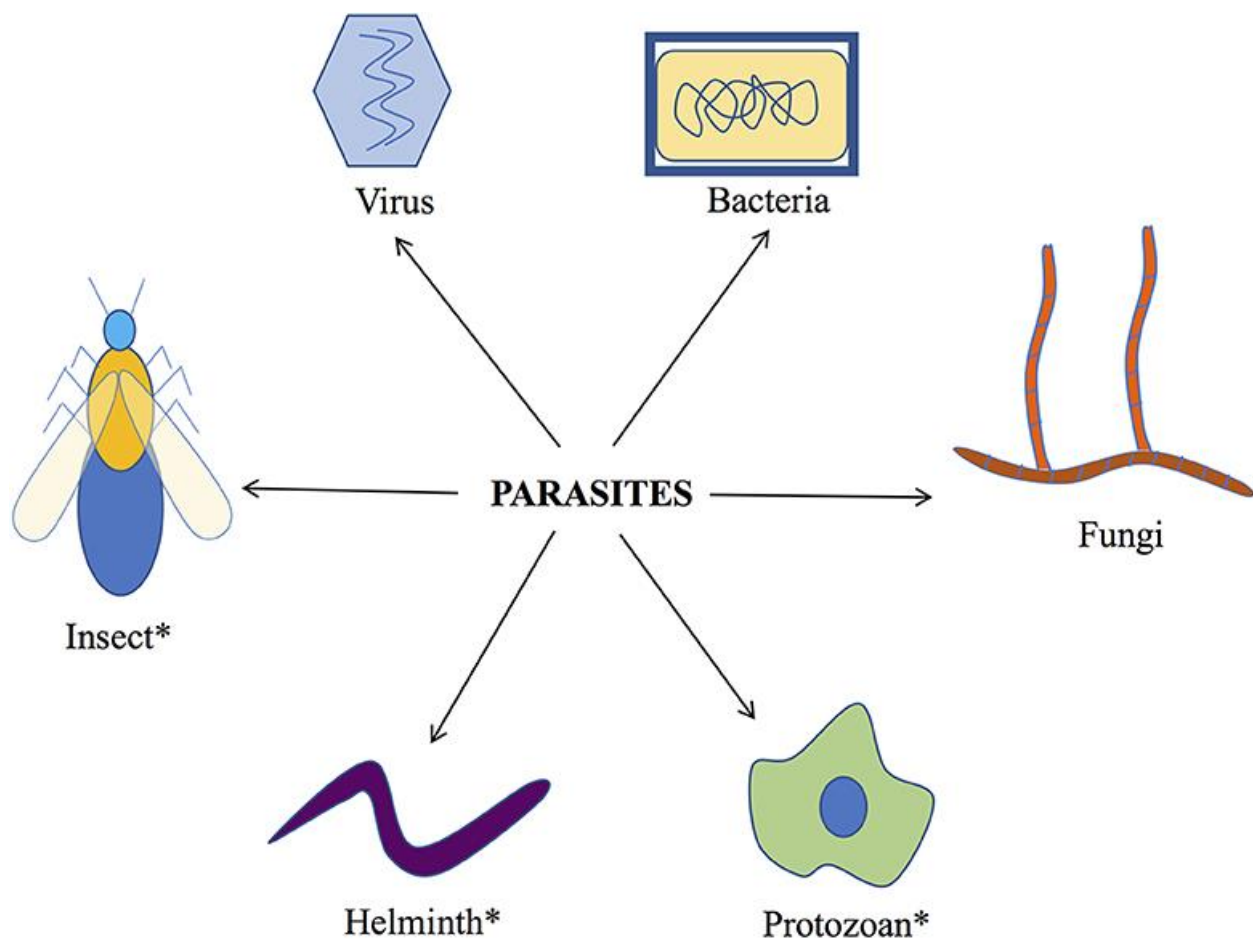 Virus
Bacteria
PARASITES
Fungi
Insect*
Helminth*
Protozoan*